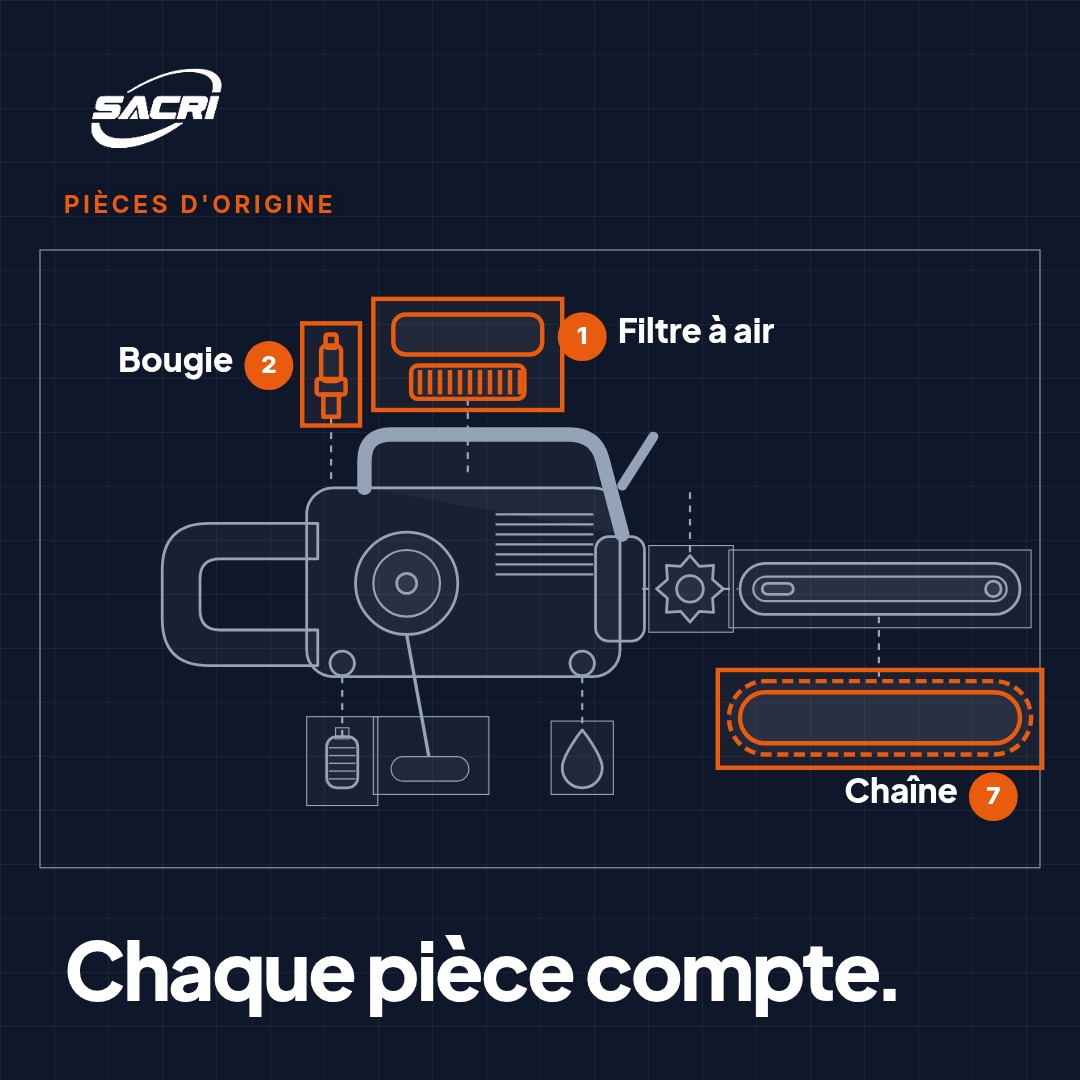 SACRI
PIÈCES D'ORIGINE
1 Filtre à air
Bougie 2
Chaîne 7
Chaque pièce compte.